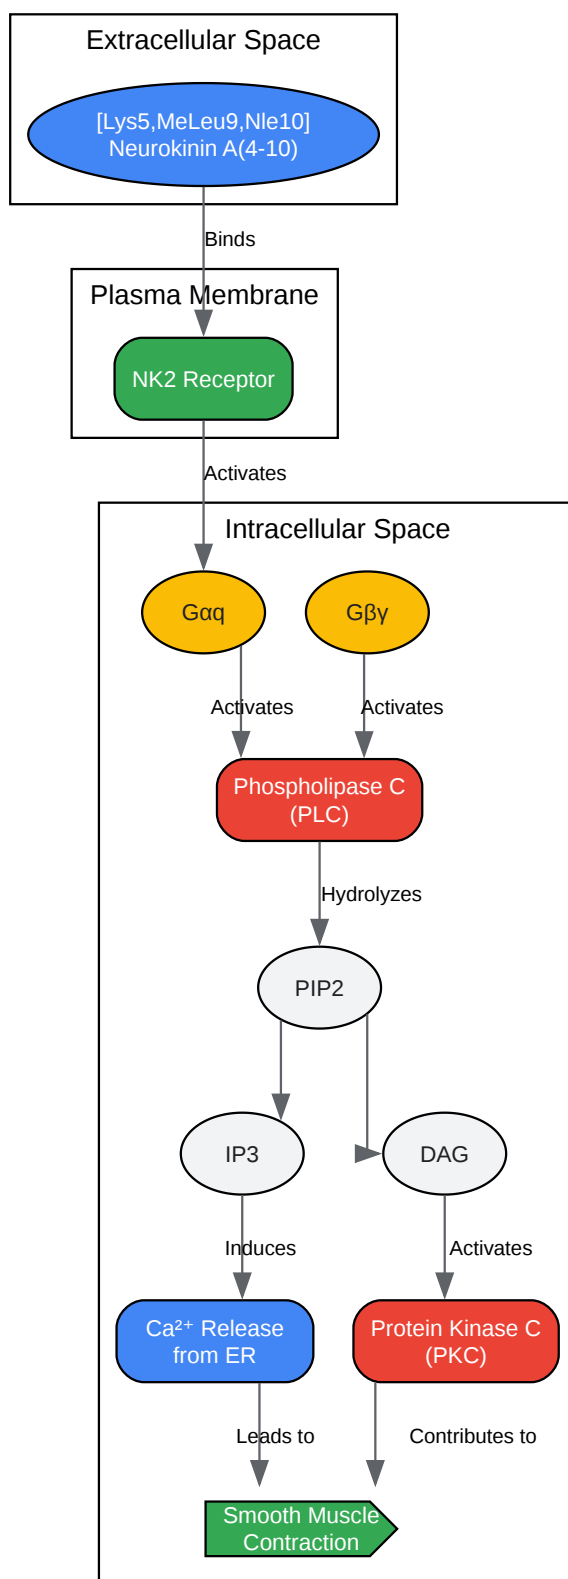 Extracellular Space
[Lys5,MeLeu9,Nle10]
Neurokinin A(4-10)
Binds
Plasma Membrane
NK2 Receptor
Activates
Intracellular Space
Gαq
Gβγ
Activates
Activates
Phospholipase C
(PLC)
Hydrolyzes
PIP2
IP3
DAG
Induces
Activates
Ca²⁺ Release
from ER
Protein Kinase C
(PKC)
Leads to
Contributes to
Smooth Muscle
Contraction